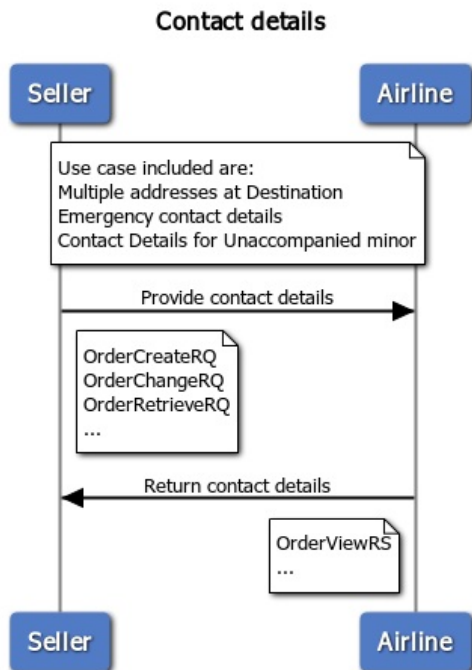 Contact details
Seller
Airline
Use case included are:
Multiple addresses at Destination
Emergency contact details
Contact Details for Unaccompanied minor
Provide contact details
OrderCreateRQ
OrderChangeRQ
OrderRetrieveRQ
...
Return contact details
OrderViewRS
...
Seller
Airline